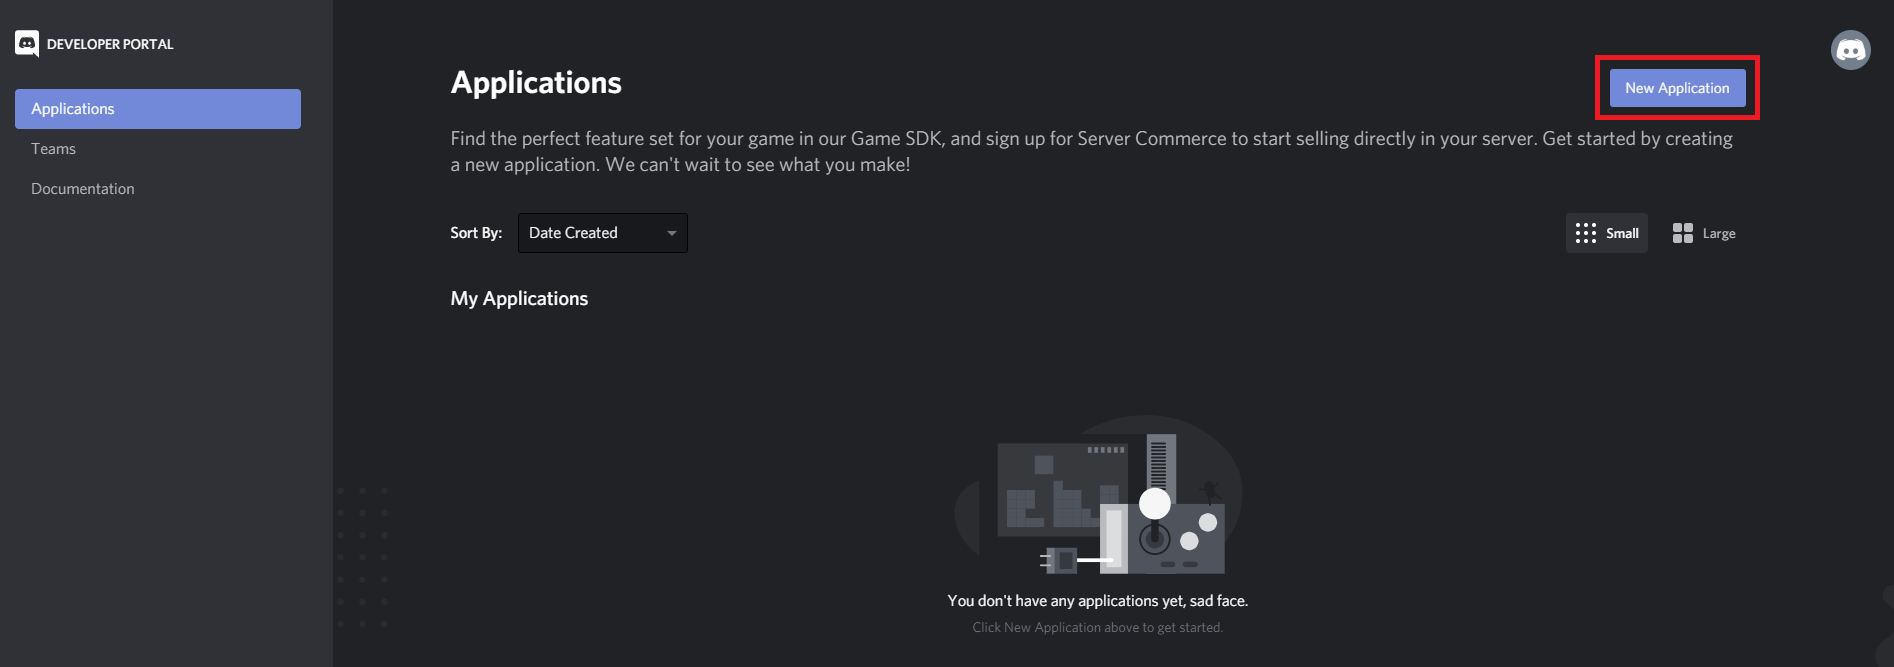 DEVELOPER PORTAL
Applications
Teams
Documentation
Applications
New Application
Find the perfect feature set for your game in our Game SDK, and sign up for Server Commerce to start selling directly in your server. Get started by creating
a new application. We can't wait to see what you make!
Sort By: Date Created
Small Large
My Applications
You don't have any applications yet, sad face.
Click New Application above to get started.